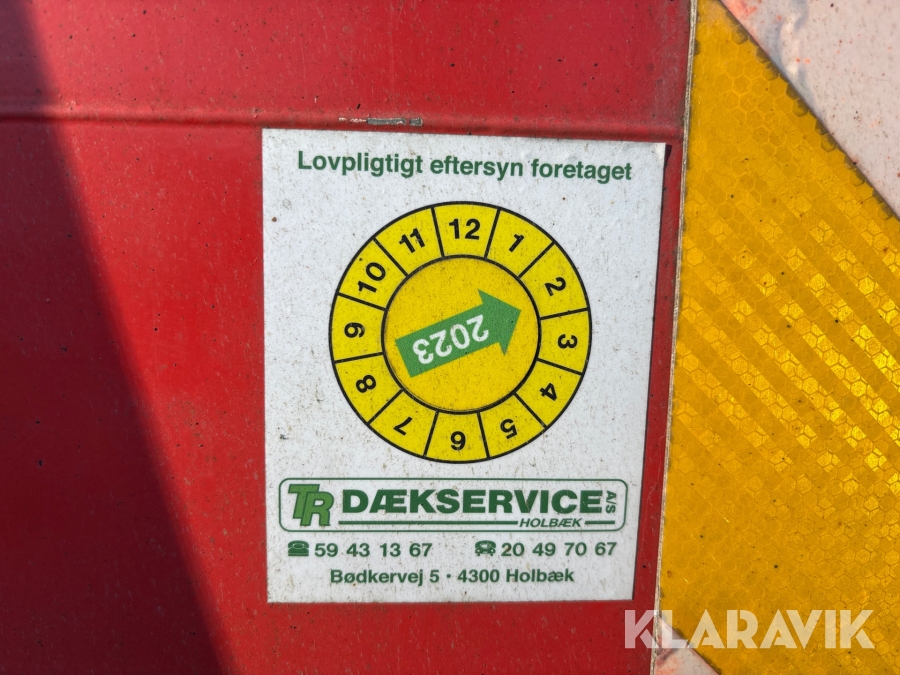 Lovpligtigt eftersyn foretaget
12
1
2
3
4
5
6
7
8
9
10
11
2023
TR DÆKSERVICE A/S
HOLBÆK
59 43 13 67 20 49 70 67
Bødkervej 5 · 4300 Holbæk
KLARAVIK